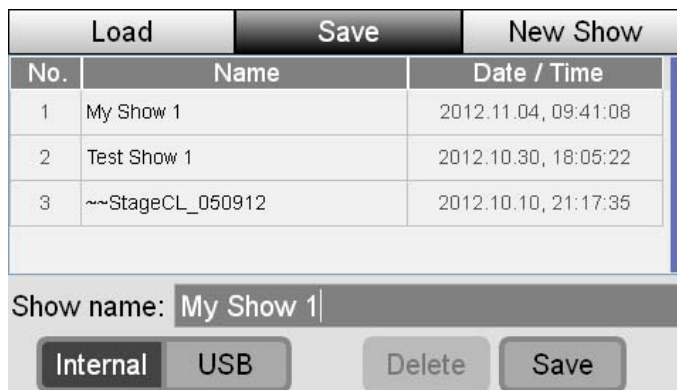 Load Save New Show
No. Name Date / Time
1 My Show 1 2012.11.04, 09:41:08
2 Test Show 1 2012.10.30, 18:05:22
3 ~~StageCL_050912 2012.10.10, 21:17:35
Show name: My Show 1
Internal USB Delete Save